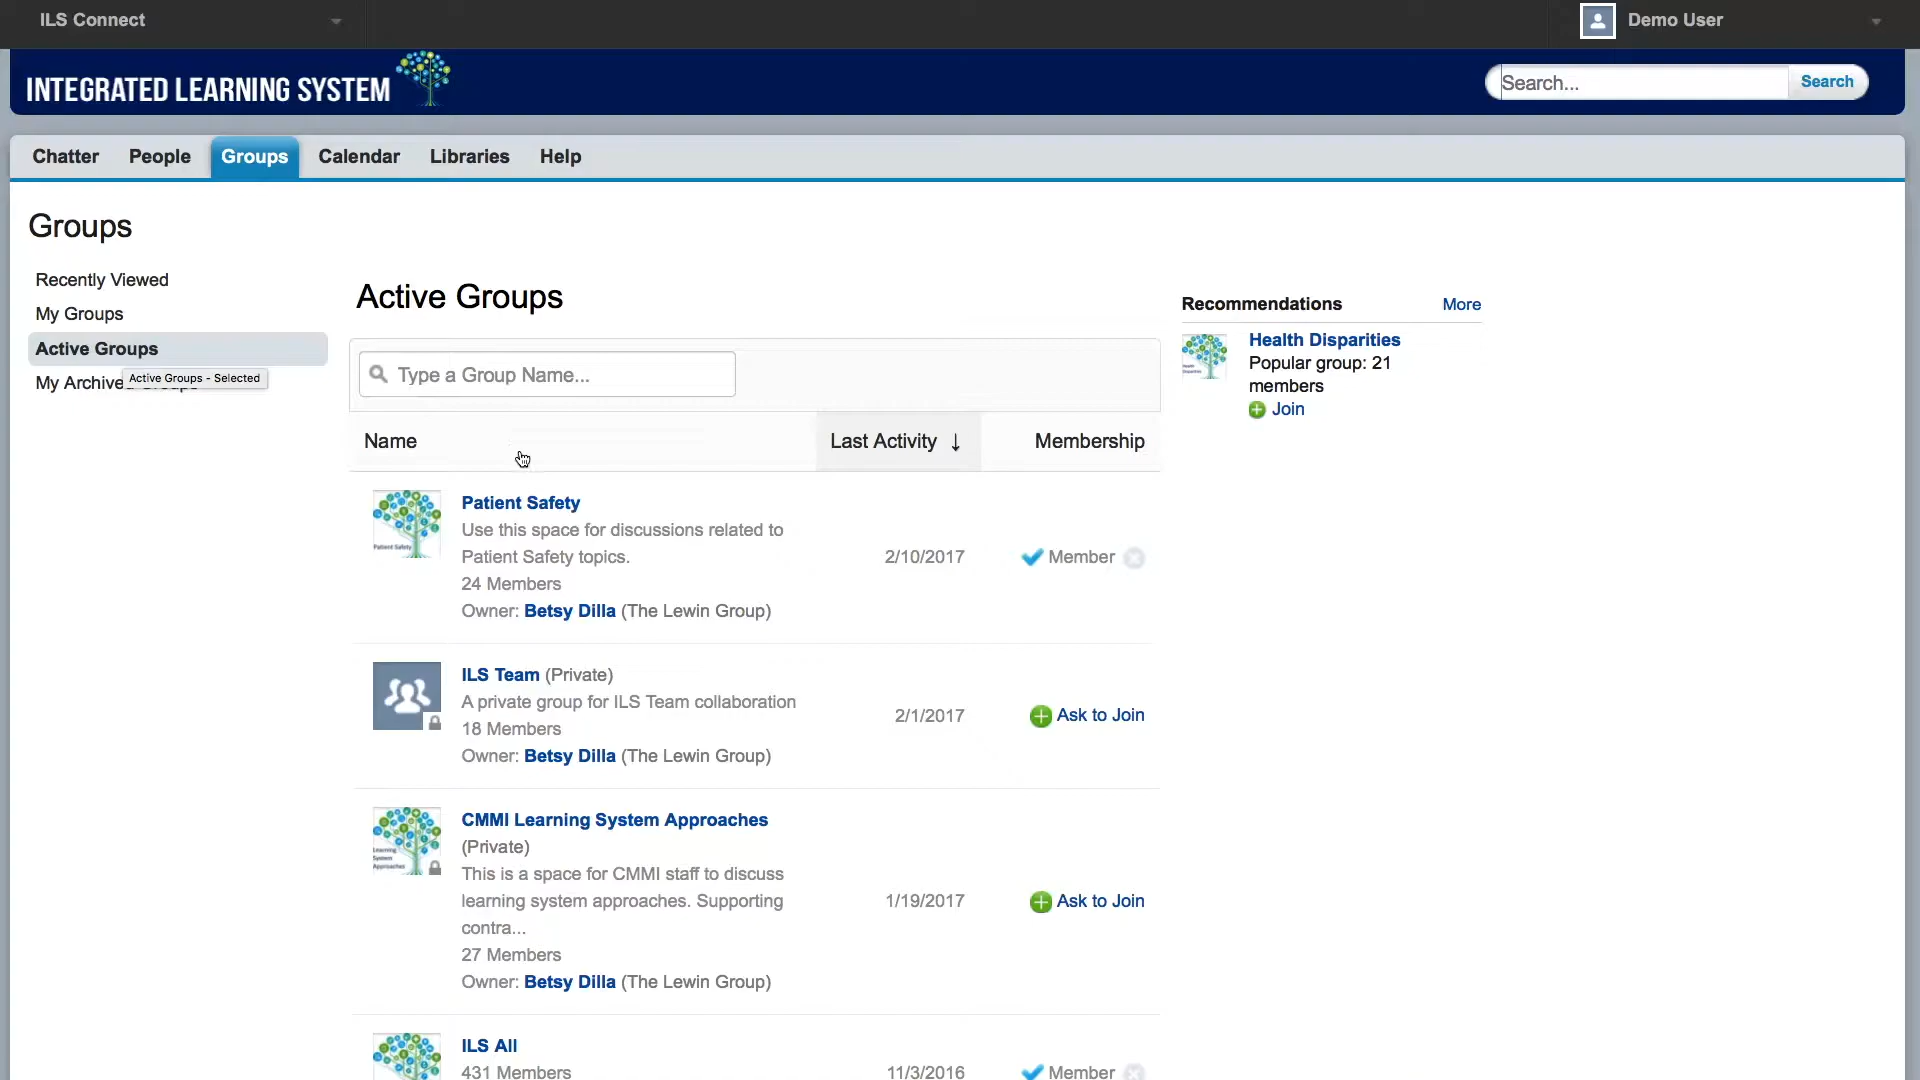 ILS Connect
Demo User
INTEGRATED LEARNING SYSTEM
Search...
Search
Chatter
People
Groups
Calendar
Libraries
Help
Groups
Recently Viewed
My Groups
Active Groups
My Archived Groups
Active Groups - Selected
Active Groups
Type a Group Name...
Name
Last Activity ↓
Membership
Patient Safety
Patient Safety
Use this space for discussions related to
Patient Safety topics.
24 Members
Owner: Betsy Dilla (The Lewin Group)
2/10/2017
Member
ILS Team (Private)
A private group for ILS Team collaboration
18 Members
Owner: Betsy Dilla (The Lewin Group)
2/1/2017
Ask to Join
Learning
System
Approaches
CMMI Learning System Approaches
(Private)
This is a space for CMMI staff to discuss
learning system approaches. Supporting
contra...
27 Members
Owner: Betsy Dilla (The Lewin Group)
1/19/2017
Ask to Join
ILS All
431 Members
11/3/2016
Member
Recommendations
More
Health
Disparities
Health Disparities
Popular group: 21
members
Join